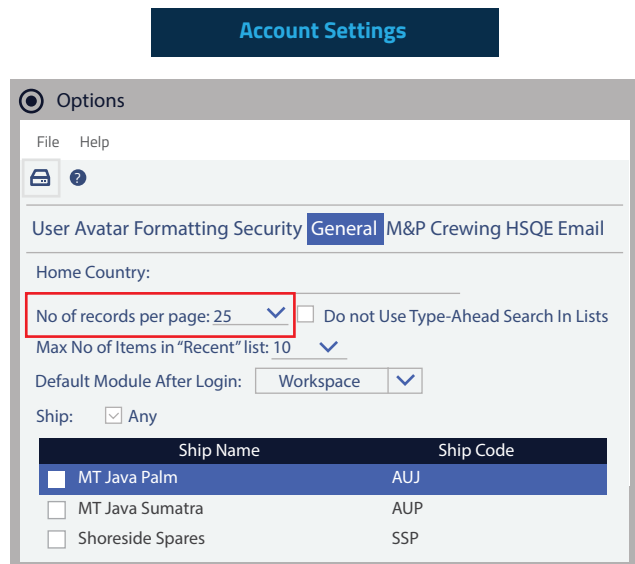 Account Settings
Options
File Help
User Avatar Formatting Security General M&P Crewing HSQE Email
Home Country:
No of records per page: 25 Do not Use Type-Ahead Search In Lists
Max No of Items in “Recent” list: 10
Default Module After Login: Workspace
Ship: Any
Ship Name Ship Code
MT Java Palm AUJ
MT Java Sumatra AUP
Shoreside Spares SSP